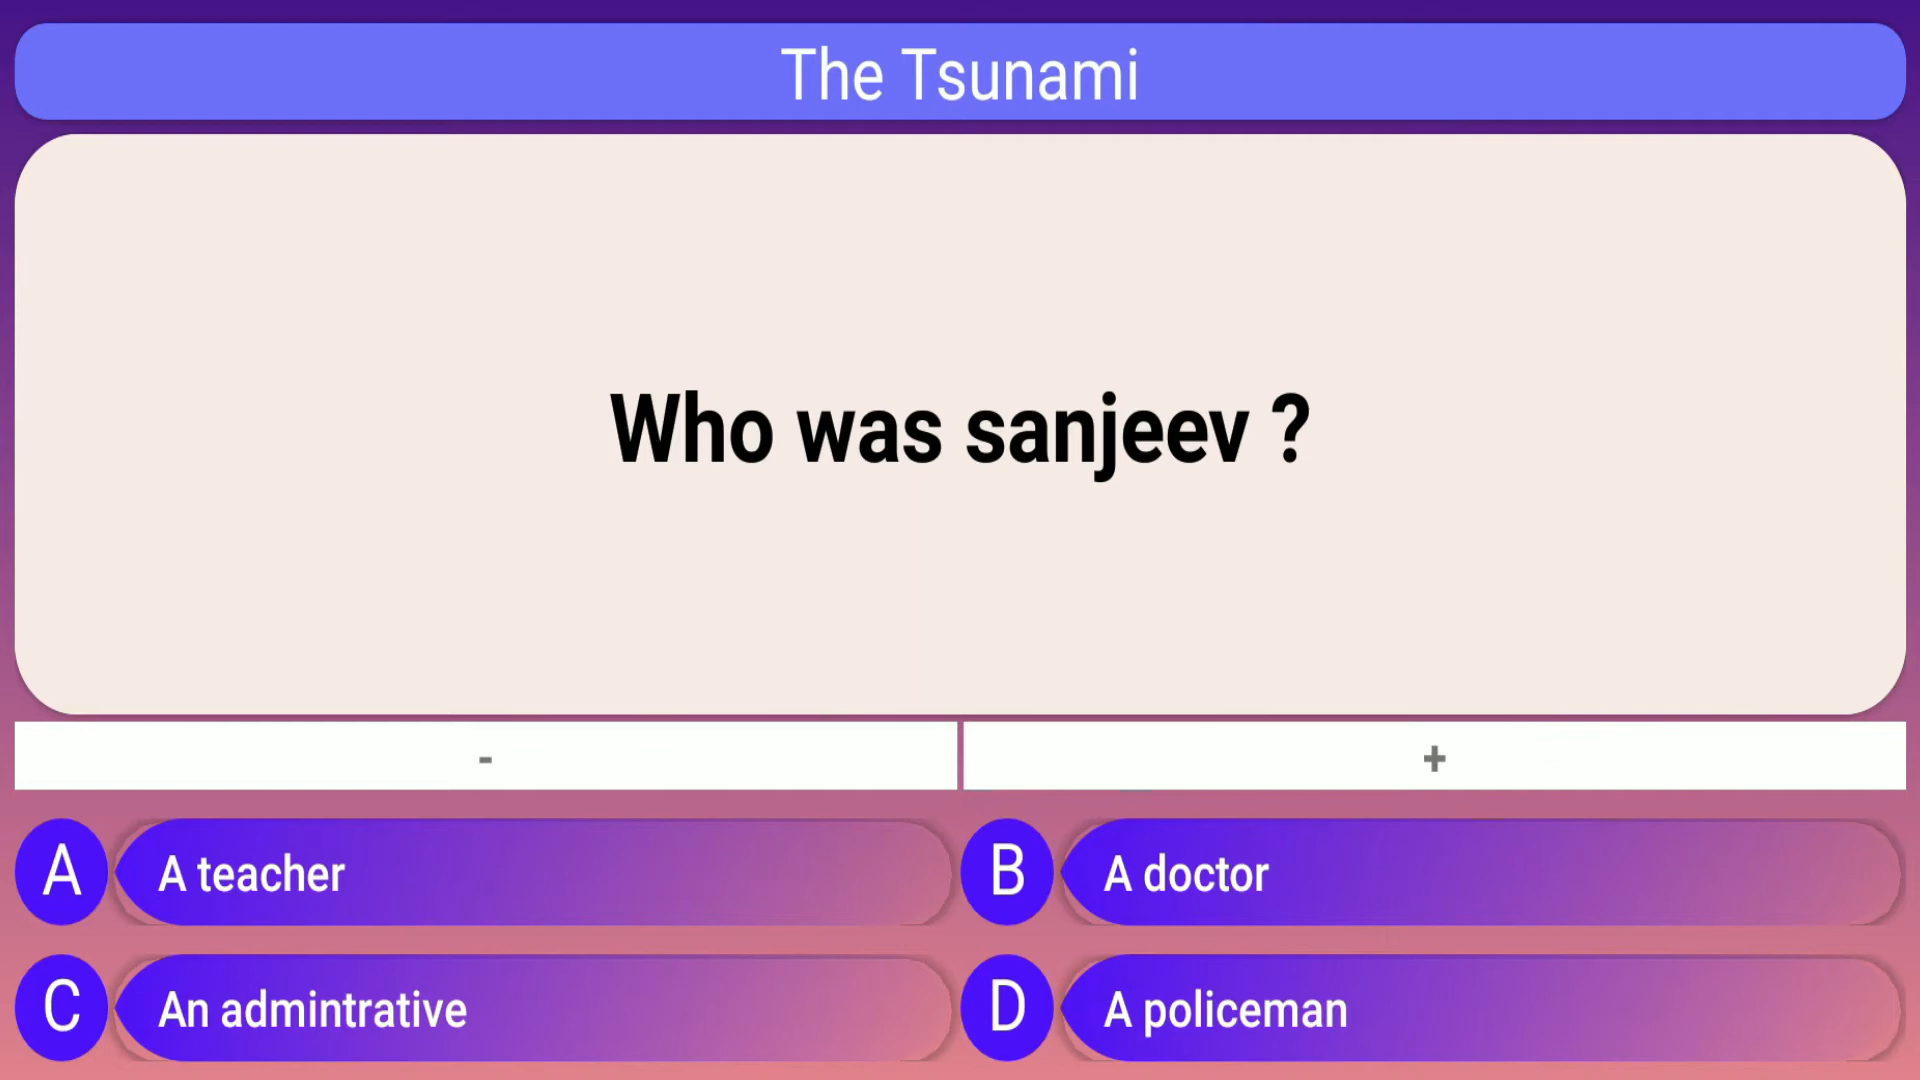 The Tsunami
Who was sanjeev ?
-
+
A
A teacher
B
A doctor
C
An admintrative
D
A policeman